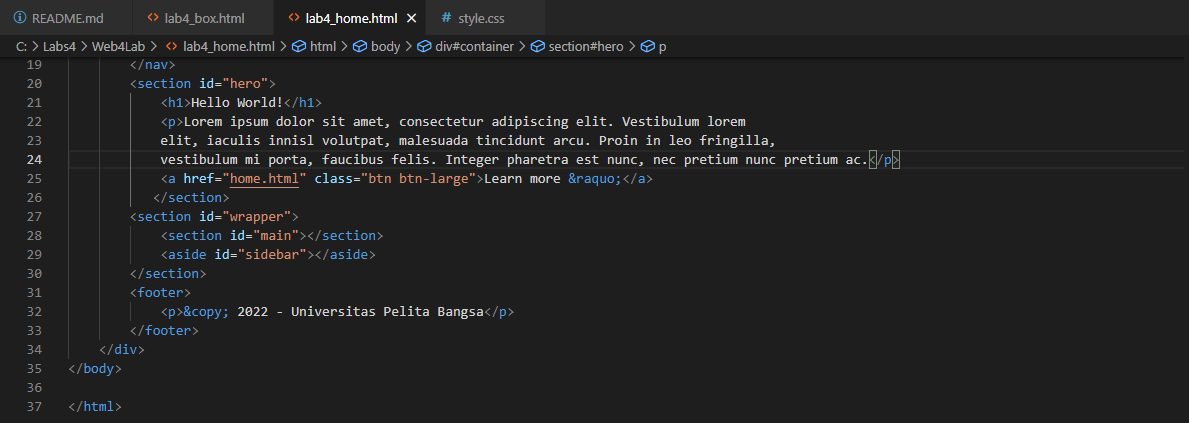 README.md lab4_box.html lab4_home.html × # style.css
C: > Labs4 > Web4Lab > lab4_home.html > html > body > div#container > section#hero > p
19 </nav>
20 <section id="hero">
21 <h1>Hello World!</h1>
22 <p>Lorem ipsum dolor sit amet, consectetur adipiscing elit. Vestibulum lorem
23 elit, iaculis innisl volutpat, malesuada tincidunt arcu. Proin in leo fringilla,
24 vestibulum mi porta, faucibus felis. Integer pharetra est nunc, nec pretium nunc pretium ac.</p>
25 <a href="home.html" class="btn btn-large">Learn more &raquo;</a>
26 </section>
27 <section id="wrapper">
28 <section id="main"></section>
29 <aside id="sidebar"></aside>
30 </section>
31 <footer>
32 <p>&copy; 2022 - Universitas Pelita Bangsa</p>
33 </footer>
34 </div>
35 </body>
36
37 </html>